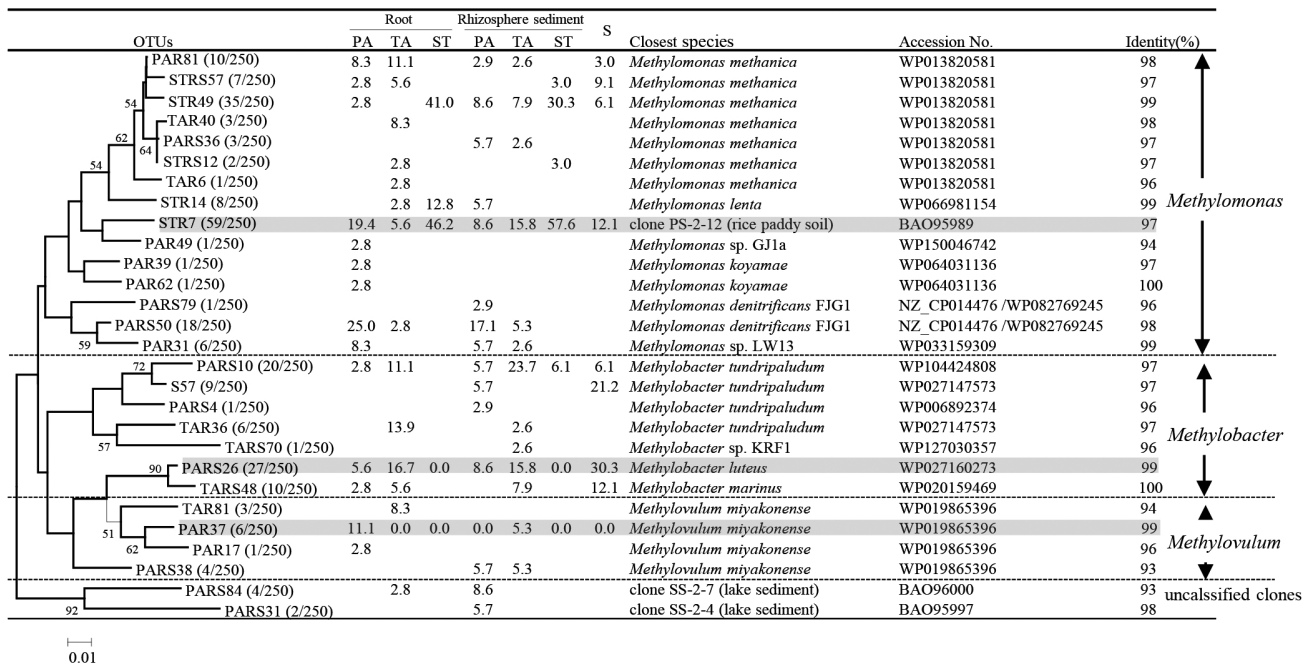 Root Rhizosphere sediment S
OTUs PA TA ST PA TA ST Closest species Accession No. Identity(%)
PAR81 (10/250) 8.3 11.1 2.9 2.6 3.0 Methylomonas methanica WP013820581 98
STRS57 (7/250) 2.8 5.6 3.0 9.1 Methylomonas methanica WP013820581 97
54 STR49 (35/250) 2.8 41.0 8.6 7.9 30.3 6.1 Methylomonas methanica WP013820581 99
TAR40 (3/250) 8.3 Methylomonas methanica WP013820581 98
62 64 PARS36 (3/250) 5.7 2.6 Methylomonas methanica WP013820581 97
54 STRS12 (2/250) 2.8 3.0 Methylomonas methanica WP013820581 97
TAR6 (1/250) 2.8 Methylomonas methanica WP013820581 96
STR14 (8/250) 2.8 12.8 5.7 Methylomonas lenta WP066981154 99 Methylomonas
STR7 (59/250) 19.4 5.6 46.2 8.6 15.8 57.6 12.1 clone PS-2-12 (rice paddy soil) BAO95989 97
PAR49 (1/250) 2.8 Methylomonas sp. GJ1a WP150046742 94
PAR39 (1/250) 2.8 Methylomonas koyamae WP064031136 97
PAR62 (1/250) 2.8 Methylomonas koyamae WP064031136 100
PARS79 (1/250) 2.9 Methylomonas denitrificans FJG1 NZ_CP014476 /WP082769245 96
PARS50 (18/250) 25.0 2.8 17.1 5.3 Methylomonas denitrificans FJG1 NZ_CP014476 /WP082769245 98
59 PAR31 (6/250) 8.3 5.7 2.6 Methylomonas sp. LW13 WP033159309 99
72 PARS10 (20/250) 2.8 11.1 5.7 23.7 6.1 6.1 Methylobacter tundripaludum WP104424808 97
S57 (9/250) 5.7 21.2 Methylobacter tundripaludum WP027147573 97
PARS4 (1/250) 2.9 Methylobacter tundripaludum WP006892374 96
TAR36 (6/250) 13.9 2.6 Methylobacter tundripaludum WP027147573 97 Methylobacter
57 TARS70 (1/250) 2.6 Methylobacter sp. KRF1 WP127030357 96
90 PARS26 (27/250) 5.6 16.7 0.0 8.6 15.8 0.0 30.3 Methylobacter luteus WP027160273 99
TARS48 (10/250) 2.8 5.6 7.9 12.1 Methylobacter marinus WP020159469 100
TAR81 (3/250) 8.3 Methylovulum miyakonense WP019865396 94
51 PAR37 (6/250) 11.1 0.0 0.0 0.0 5.3 0.0 0.0 Methylovulum miyakonense WP019865396 99 Methylovulum
62 PAR17 (1/250) 2.8 Methylovulum miyakonense WP019865396 96
PARS38 (4/250) 5.7 5.3 Methylovulum miyakonense WP019865396 93
PARS84 (4/250) 2.8 8.6 clone SS-2-7 (lake sediment) BAO96000 93 uncalssified clones
92 PARS31 (2/250) 5.7 clone SS-2-4 (lake sediment) BAO95997 98
0.01